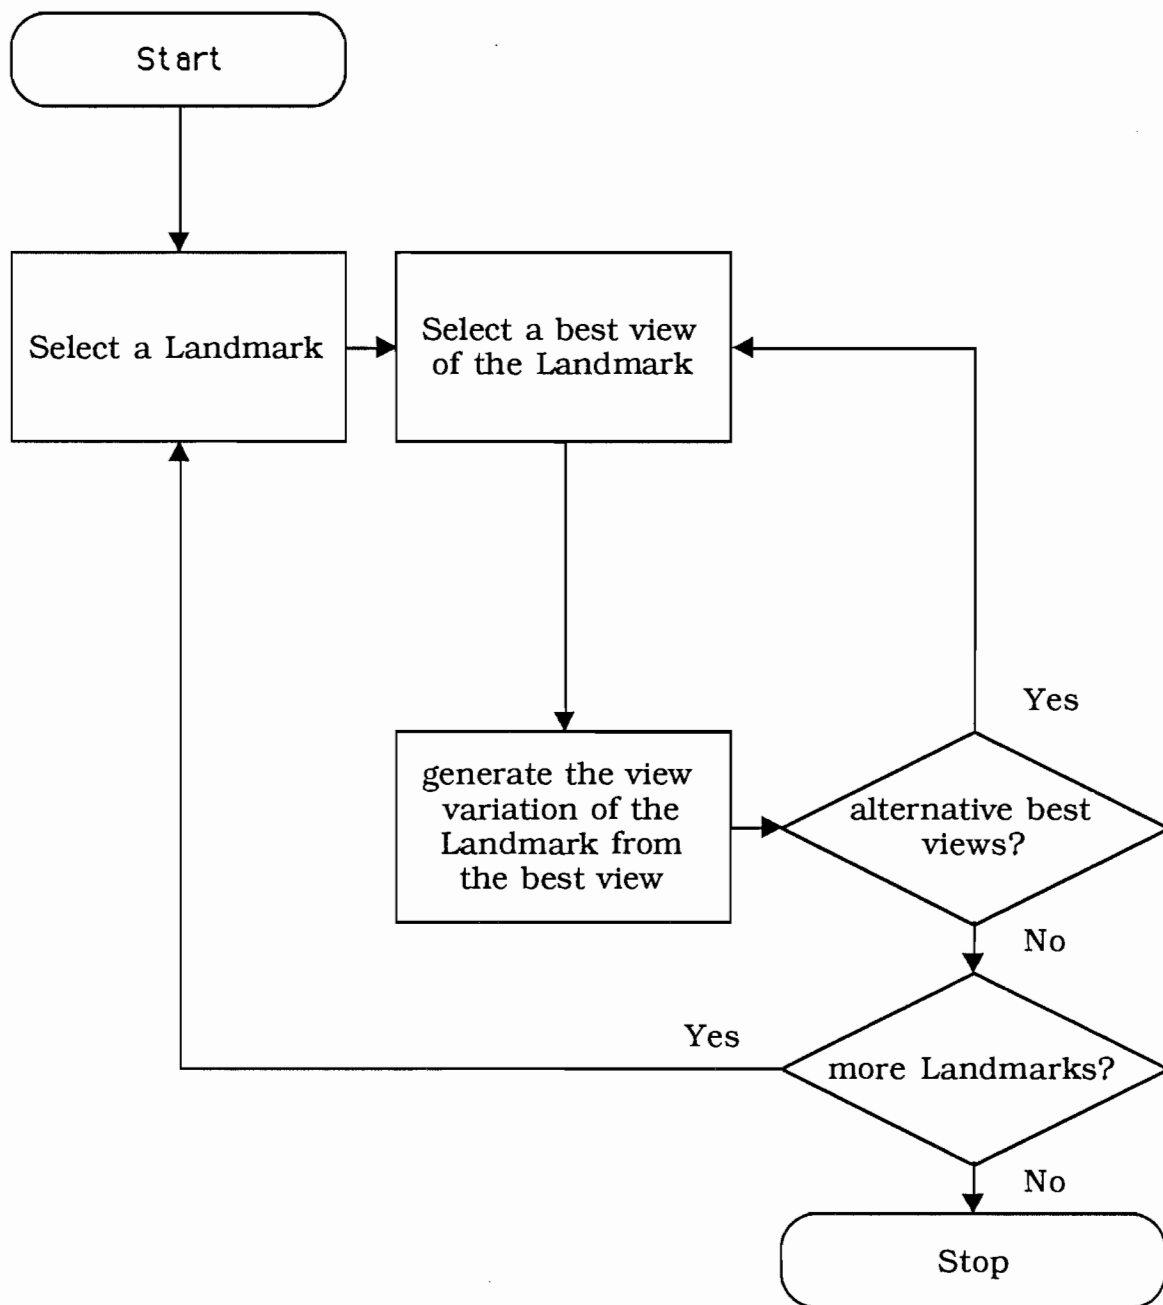 Start
Select a Landmark
Select a best view
of the Landmark
Yes
generate the view
variation of the
Landmark from
the best view
alternative best
views?
No
Yes
more Landmarks?
No
Stop